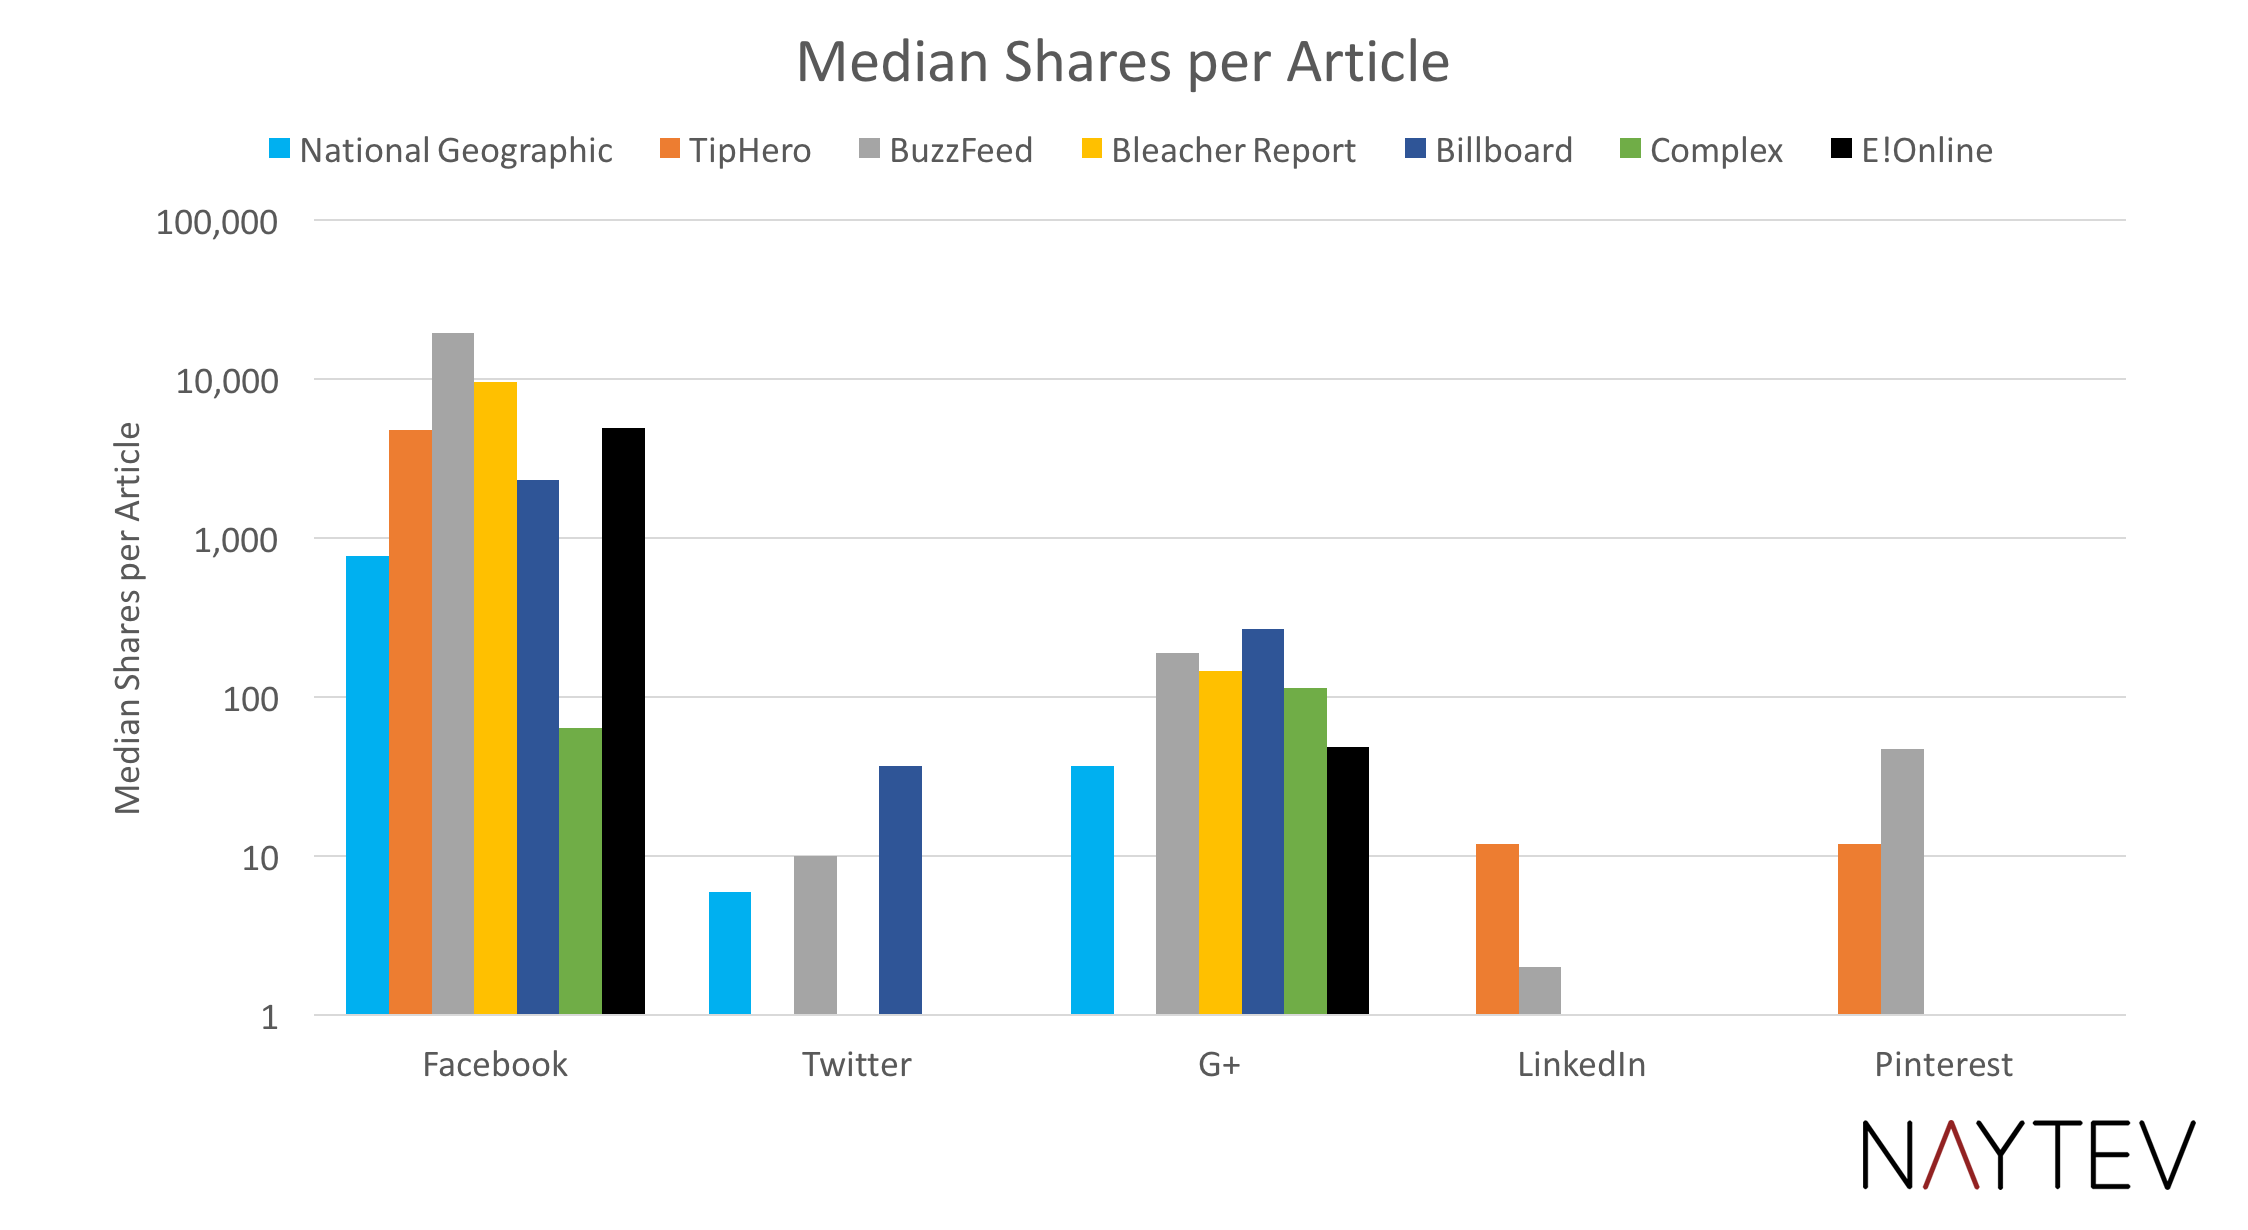 Median Shares per Article
National Geographic TipHero BuzzFeed Bleacher Report Billboard Complex E!Online
100,000
10,000
1,000
100
10
1
Median Shares per Article
Facebook Twitter G+ LinkedIn Pinterest
NAYTEV